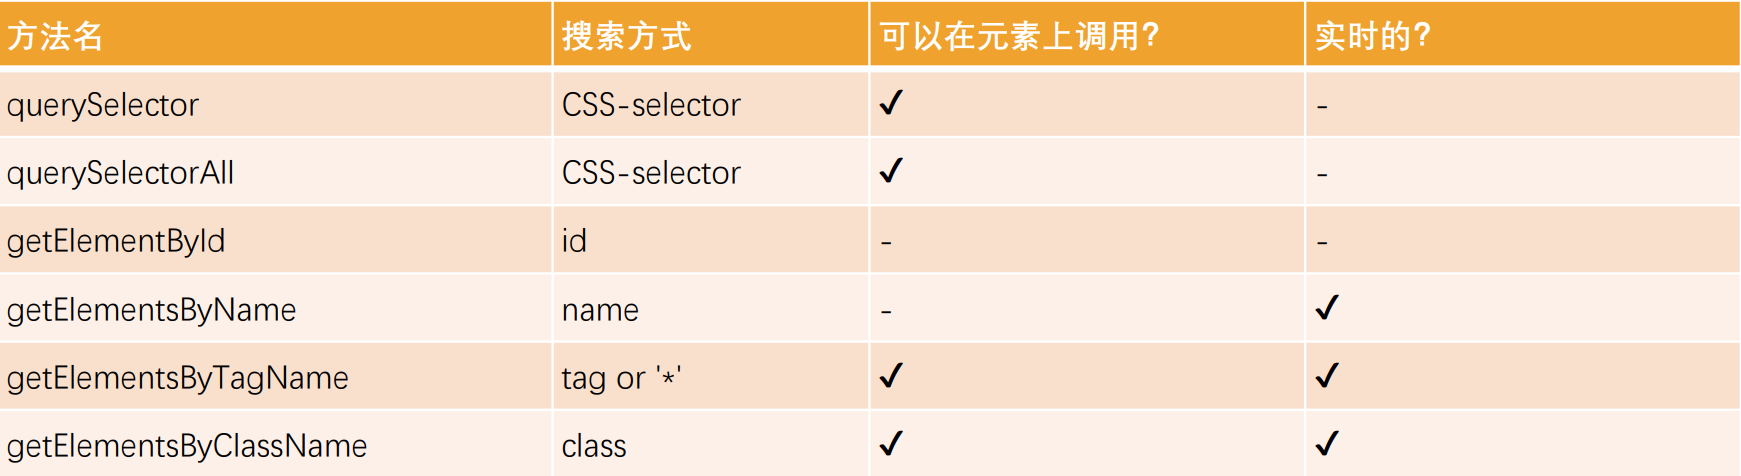 方法名 搜索方式 可以在元素上调用? 实时的?
querySelector CSS-selector ✓ -
querySelectorAll CSS-selector ✓ -
getElementById id - -
getElementsByName name - ✓
getElementsByTagName tag or '*' ✓ ✓
getElementsByClassName class ✓ ✓